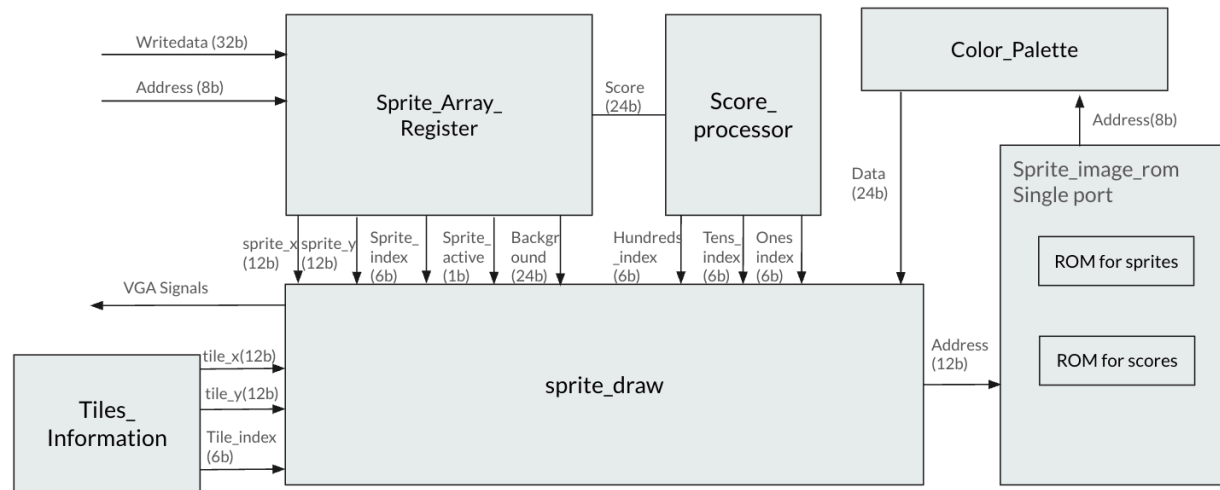 Writedata (32b)
Address (8b)
Sprite_Array_
Register
Score
(24b)
Score_
processor
Color_Palette
Address(8b)
Data
(24b)
Sprite_image_rom
Single port
ROM for sprites
ROM for scores
sprite_x
(12b)
sprite_y
(12b)
Sprite_
index
(6b)
Sprite_
active
(1b)
Backgr
ound
(24b)
Hundreds
_index
(6b)
Tens_
index
(6b)
Ones
index
(6b)
VGA Signals
tile_x(12b)
tile_y(12b)
Tile_index
(6b)
Tiles_
Information
sprite_draw
Address
(12b)